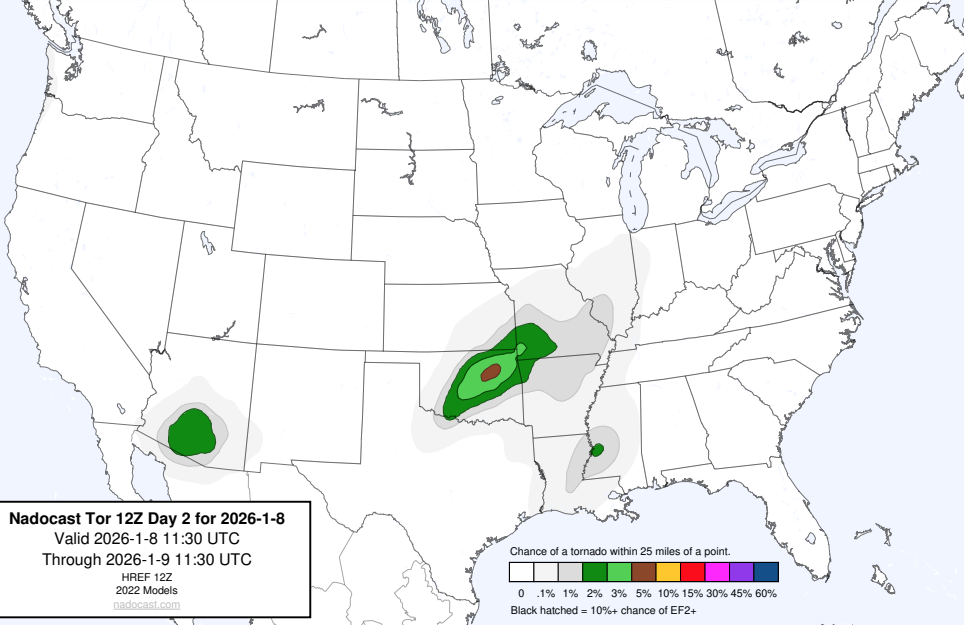 Nadocast Tor 12Z Day 2 for 2026-1-8
Valid 2026-1-8 11:30 UTC
Through 2026-1-9 11:30 UTC
HREF 12Z
2022 Models
nadocast.com
Chance of a tornado within 25 miles of a point.
0 .1% 1% 2% 3% 5% 10% 15% 30% 45% 60%
Black hatched = 10%+ chance of EF2+